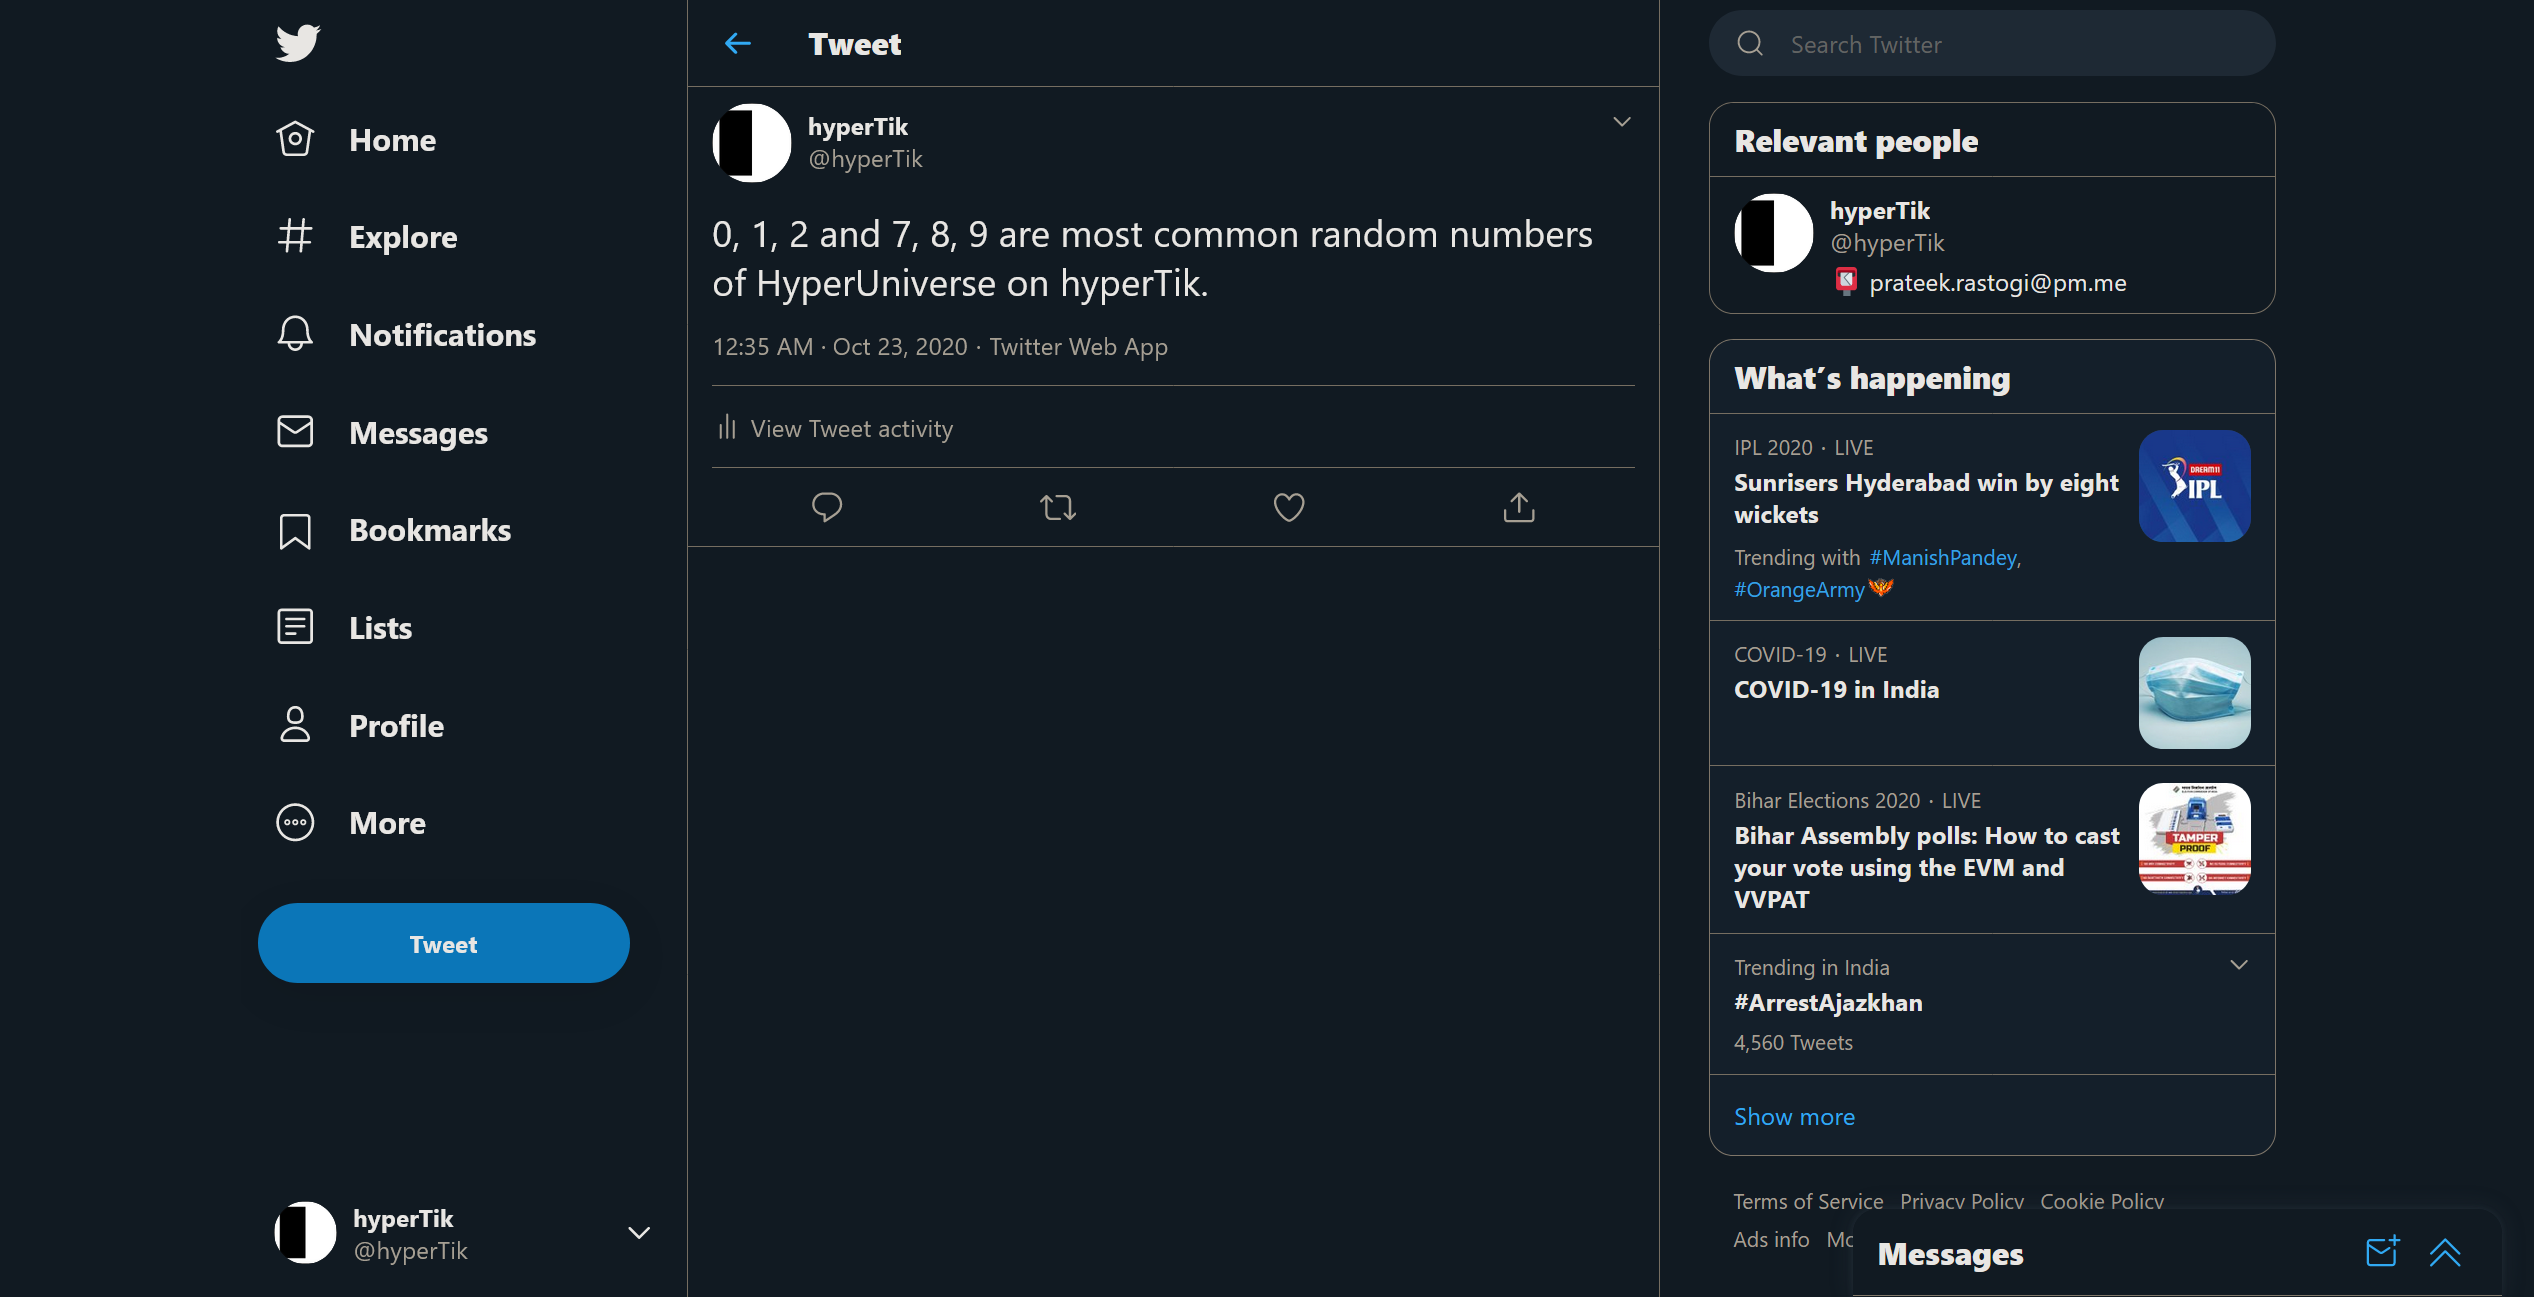 Home
Explore
Notifications
Messages
Bookmarks
Lists
Profile
More
Tweet
hyperTik
@hyperTik
Tweet
hyperTik
@hyperTik
0, 1, 2 and 7, 8, 9 are most common random numbers
of HyperUniverse on hyperTik.
12:35 AM · Oct 23, 2020 · Twitter Web App
View Tweet activity
Search Twitter
Relevant people
hyperTik
@hyperTik
prateek.rastogi@pm.me
What's happening
IPL 2020 · LIVE
Sunrisers Hyderabad win by eight
wickets
Trending with #ManishPandey,
#OrangeArmy
DREAM11
IPL
COVID-19 · LIVE
COVID-19 in India
Bihar Elections 2020 · LIVE
Bihar Assembly polls: How to cast
your vote using the EVM and
VVPAT
TAMPER
PROOF
Trending in India
#ArrestAjazkhan
4,560 Tweets
Show more
Terms of Service Privacy Policy Cookie Policy
Ads info
Messages